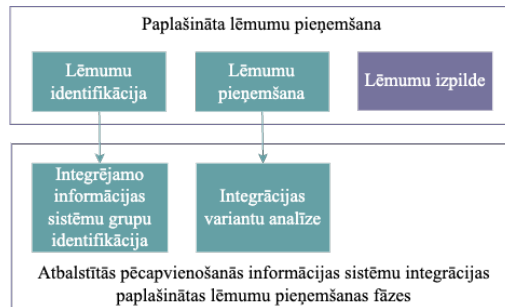 Paplašināta lēmumu pieņemšana
Lēmumu
identifikācija
Lēmumu
pieņemšana
Lēmumu izpilde
Integrējamo
informācijas
sistēmu grupu
identifikācija
Integrācijas
variantu analīze
Atbalstītās pēcapvienošanās informācijas sistēmu integrācijas
paplašinātas lēmumu pieņemšanas fāzes